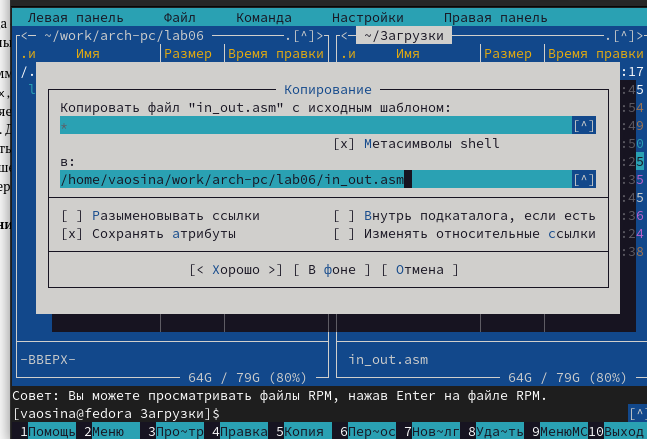 Левая панель Файл Команда Настройки Правая панель
<─ ~/work/arch-pc/lab06 .[^]> <─ ~/Загрузки .[^]>
.и Имя Размер Время правки .и Имя Размер Время правки
/. :17
Копирование
Копировать файл "in_out.asm" с исходным шаблоном:
* [^]
[x] Метасимволы shell
в:
/home/vaosina/work/arch-pc/lab06/in_out.asm [^]
[ ] Разыменовывать ссылки [ ] Внутрь подкаталога, если есть
[x] Сохранять атрибуты [ ] Изменять относительные ссылки
[< Хорошо >] [ В фоне ] [ Отмена ]
:45
:54
:49
:50
:25
:35
:45
:36
:24
:38
-ВВЕРХ- in_out.asm
64G / 79G (80%) 64G / 79G (80%)
Совет: Вы можете просматривать файлы RPM, нажав Enter на файле RPM.
[vaosina@fedora Загрузки]$ [^]
1Помощь 2Меню 3Про~тр 4Правка 5Копия 6Пер~ос 7Нов~лг 8Уда~ть 9МенюMC 10Выход